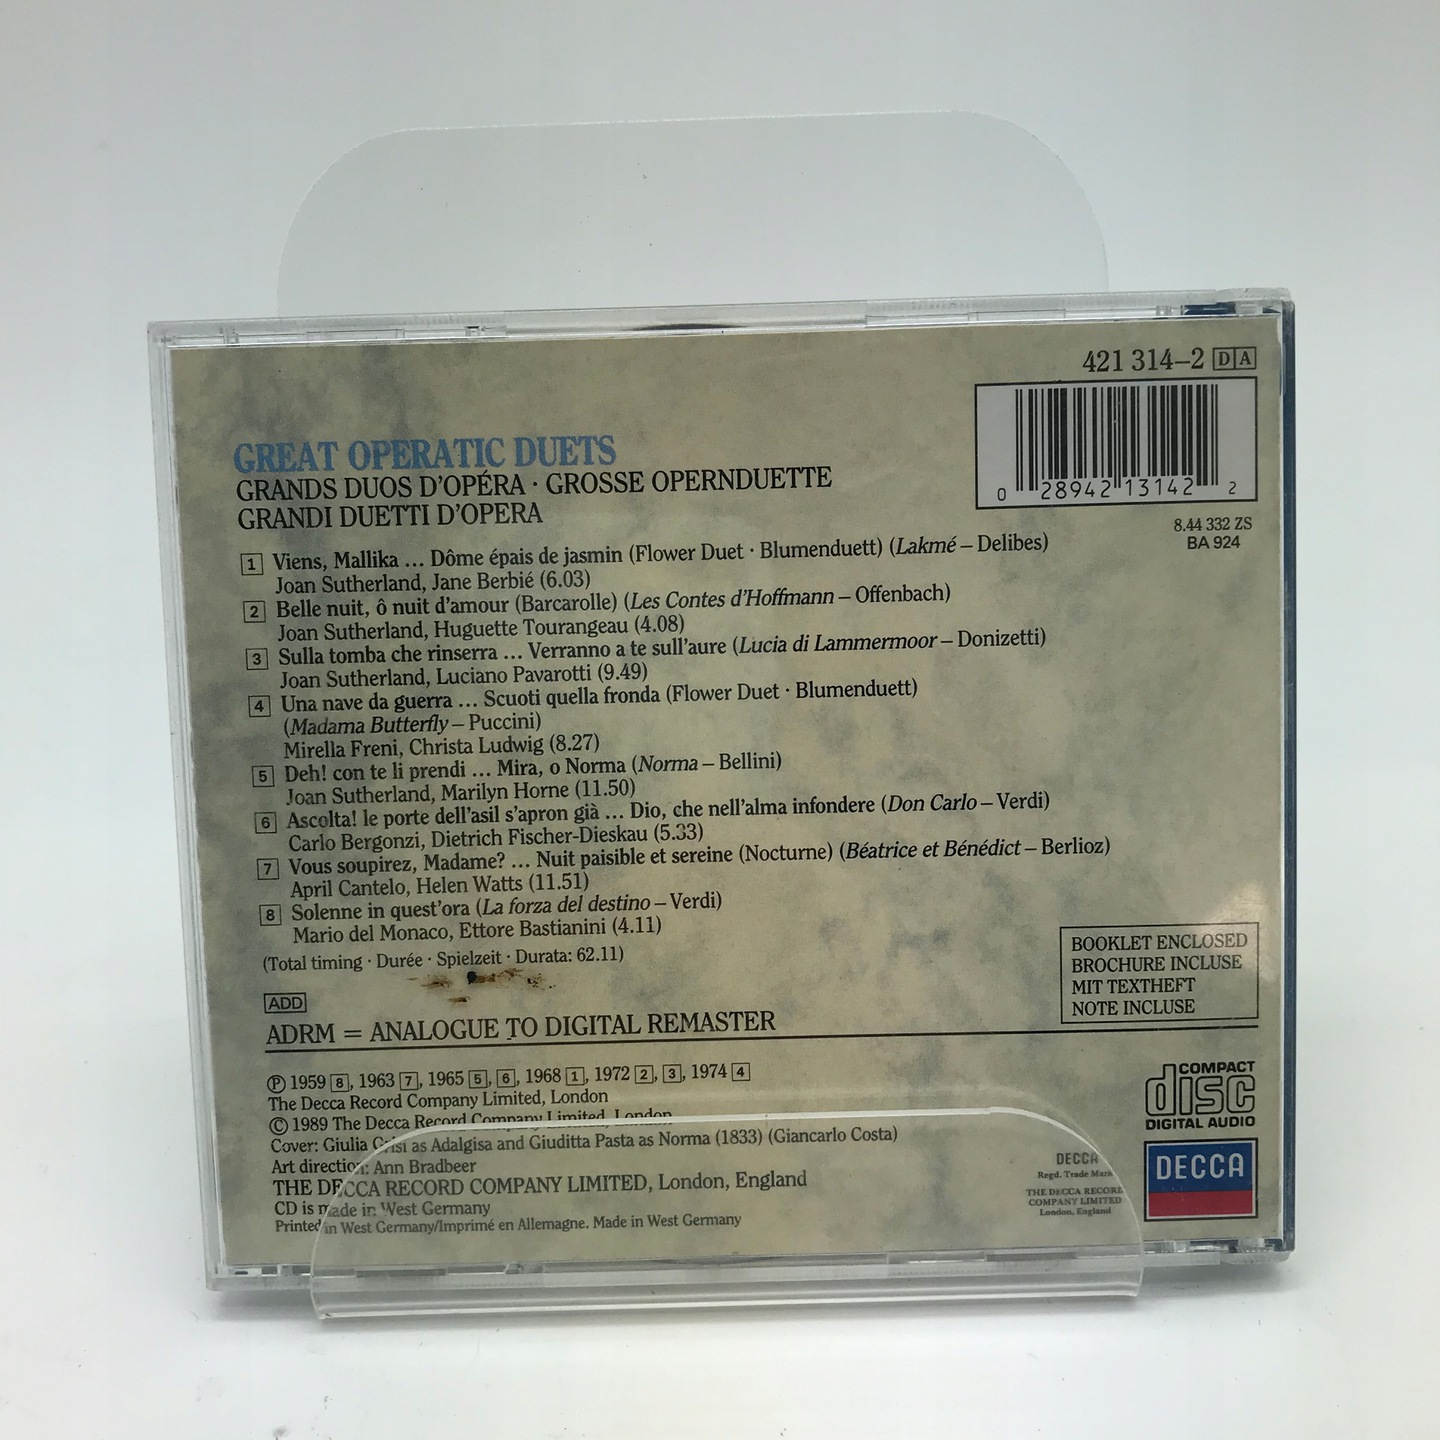 421 314–2 DA
0 28942 13142 2
8.44 332 ZS
BA 924
GREAT OPERATIC DUETS
GRANDS DUOS D'OPÉRA · GROSSE OPERNDUETTE
GRANDI DUETTI D'OPERA
1 Viens, Mallika ... Dôme épais de jasmin (Flower Duet · Blumenduett) (Lakmé – Delibes)
Joan Sutherland, Jane Berbié (6.03)
2 Belle nuit, ô nuit d'amour (Barcarolle) (Les Contes d'Hoffmann – Offenbach)
Joan Sutherland, Huguette Tourangeau (4.08)
3 Sulla tomba che rinserra ... Verranno a te sull'aure (Lucia di Lammermoor – Donizetti)
Joan Sutherland, Luciano Pavarotti (9.49)
4 Una nave da guerra ... Scuoti quella fronda (Flower Duet · Blumenduett)
(Madama Butterfly – Puccini)
Mirella Freni, Christa Ludwig (8.27)
5 Deh! con te li prendi ... Mira, o Norma (Norma – Bellini)
Joan Sutherland, Marilyn Horne (11.50)
6 Ascolta! le porte dell'asil s'apron già ... Dio, che nell'alma infondere (Don Carlo – Verdi)
Carlo Bergonzi, Dietrich Fischer-Dieskau (5.33)
7 Vous soupirez, Madame? ... Nuit paisible et sereine (Nocturne) (Béatrice et Bénédict – Berlioz)
April Cantelo, Helen Watts (11.51)
8 Solenne in quest'ora (La forza del destino – Verdi)
Mario del Monaco, Ettore Bastianini (4.11)
(Total timing · Durée · Spielzeit · Durata: 62.11)
BOOKLET ENCLOSED
BROCHURE INCLUSE
MIT TEXTHEFT
NOTE INCLUSE
ADD
ADRM = ANALOGUE TO DIGITAL REMASTER
℗ 1959 8, 1963 7, 1965 5, 6, 1968 1, 1972 2, 3, 1974 4
The Decca Record Company Limited, London
© 1989 The Decca Record Company Limited, London
Cover: Giulia Grisi as Adalgisa and Giuditta Pasta as Norma (1833) (Giancarlo Costa)
Art direction: Ann Bradbeer
THE DECCA RECORD COMPANY LIMITED, London, England
CD is made in West Germany
Printed in West Germany/Imprimé en Allemagne. Made in West Germany
COMPACT
disc
DIGITAL AUDIO
DECCA
Regd. Trade Mark
THE DECCA RECORD
COMPANY LIMITED
London, England
DECCA